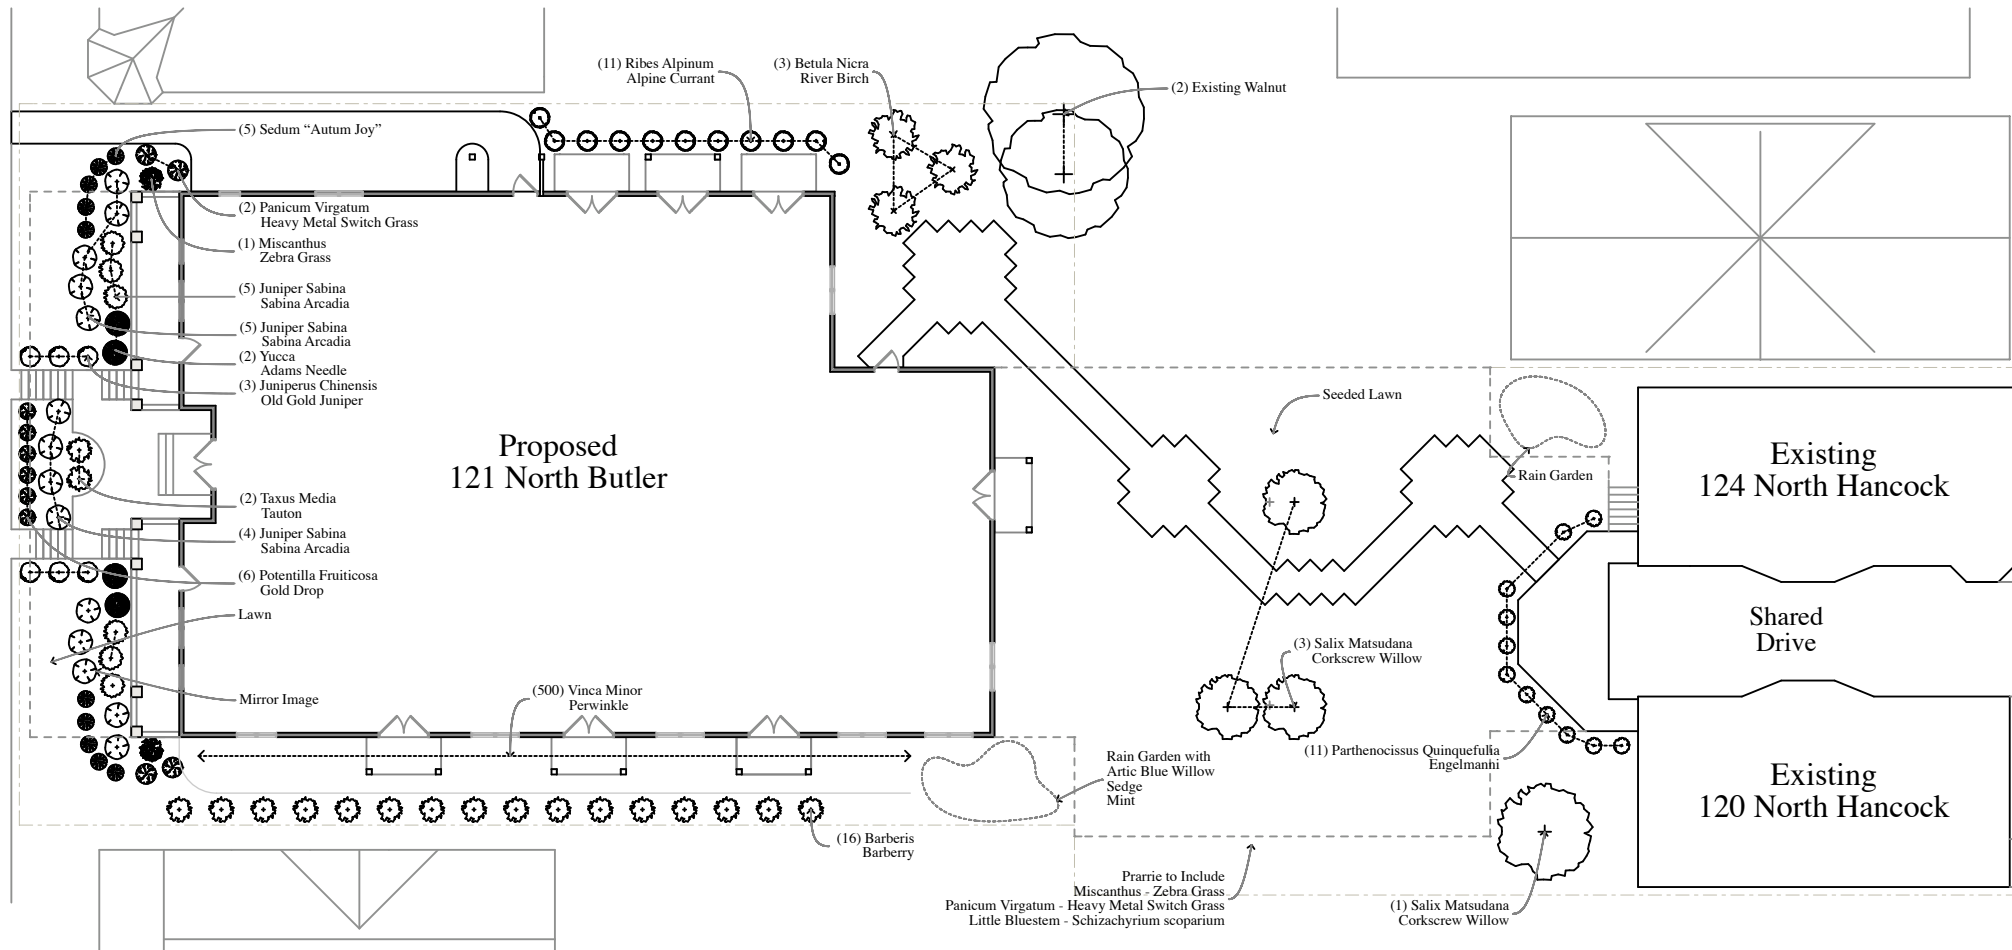 (11) Ribes Alpinum
Alpine Currant
(3) Betula Nicra
River Birch
(2) Existing Walnut
(5) Sedum “Autum Joy”
(2) Panicum Virgatum
Heavy Metal Switch Grass
(1) Miscanthus
Zebra Grass
(5) Juniper Sabina
Sabina Arcadia
(5) Juniper Sabina
Sabina Arcadia
(2) Yucca
Adams Needle
(3) Juniperus Chinensis
Old Gold Juniper
Proposed
121 North Butler
Seeded Lawn
Rain Garden
Existing
124 North Hancock
(2) Taxus Media
Tauton
(4) Juniper Sabina
Sabina Arcadia
(6) Potentilla Fruiticosa
Gold Drop
Lawn
Mirror Image
(500) Vinca Minor
Perwinkle
(3) Salix Matsudana
Corkscrew Willow
Shared
Drive
(11) Parthenocissus Quinquefulia
Engelmanni
Rain Garden with
Artic Blue Willow
Sedge
Mint
Existing
120 North Hancock
(16) Barberis
Barberry
Prarrie to Include
Miscanthus - Zebra Grass
Panicum Virgatum - Heavy Metal Switch Grass
Little Bluestem - Schizachyrium scoparium
(1) Salix Matsudana
Corkscrew Willow